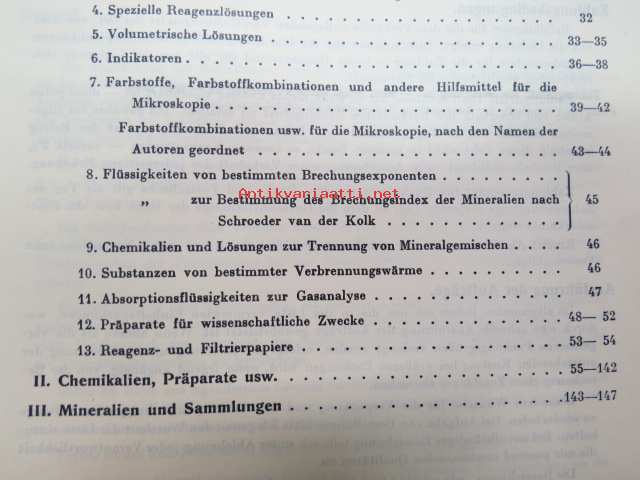 4. Spezielle Reagenzlösungen . . . . . . . . . . . . . . . . 32
5. Volumetrische Lösungen . . . . . . . . . . . . . . . . 33—35
6. Indikatoren . . . . . . . . . . . . . . . . . . . . . . 36—38
7. Farbstoffe, Farbstoffkombinationen und andere Hilfsmittel für die
Mikroskopie . . . . . . . . . . . . . . . . . . . . 39—42
Farbstoffkombinationen usw. für die Mikroskopie, nach den Namen der
Autoren geordnet . . . . . . . . . . . . . . . . . . 43—44
8. Flüssigkeiten von bestimmten Brechungsexponenten . . . . . . .
Antikvariaatti.net
„ zur Bestimmung des Brechungsindex der Mineralien nach 45
Schroeder van der Kolk . . . . . . . . . .
9. Chemikalien und Lösungen zur Trennung von Mineralgemischen . . . . 46
10. Substanzen von bestimmter Verbrennungswärme . . . . . . . . . 46
11. Absorptionsflüssigkeiten zur Gasanalyse . . . . . . . . . . . . . 47
12. Präparate für wissenschaftliche Zwecke . . . . . . . . . . . . . 48— 52
13. Reagenz- und Filtrierpapiere . . . . . . . . . . . . . . . . . 53— 54
II. Chemikalien, Präparate usw. . . . . . . . . . . . . . . . . . 55—142
III. Mineralien und Sammlungen . . . . . . . . . . . . . . . . . 143—147